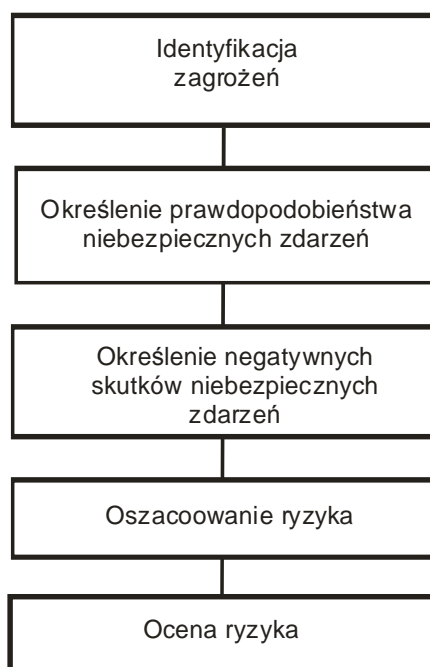 Identyfikacja
zagrożeń
Określenie prawdopodobieństwa
niebezpiecznych zdarzeń
Określenie negatywnych
skutków niebezpiecznych
zdarzeń
Oszacoowanie ryzyka
Ocena ryzyka